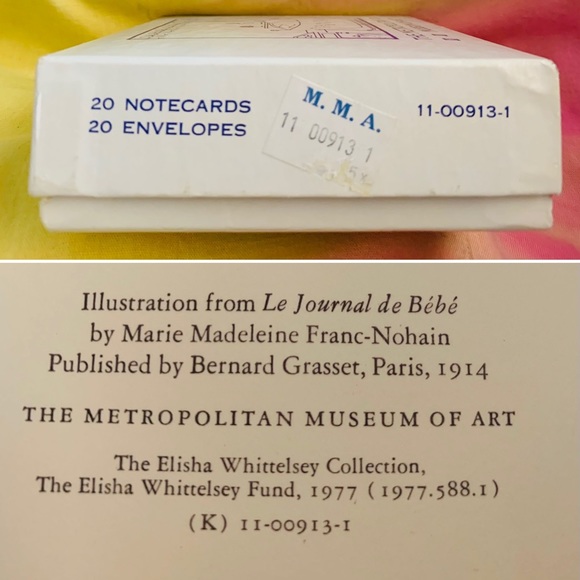 20 NOTECARDS
20 ENVELOPES
M. M. A.
11 00913 1
11-00913-1
Illustration from Le Journal de Bébé
by Marie Madeleine Franc-Nohain
Published by Bernard Grasset, Paris, 1914
THE METROPOLITAN MUSEUM OF ART
The Elisha Whittelsey Collection,
The Elisha Whittelsey Fund, 1977 (1977.588.1)
(K) 11-00913-1